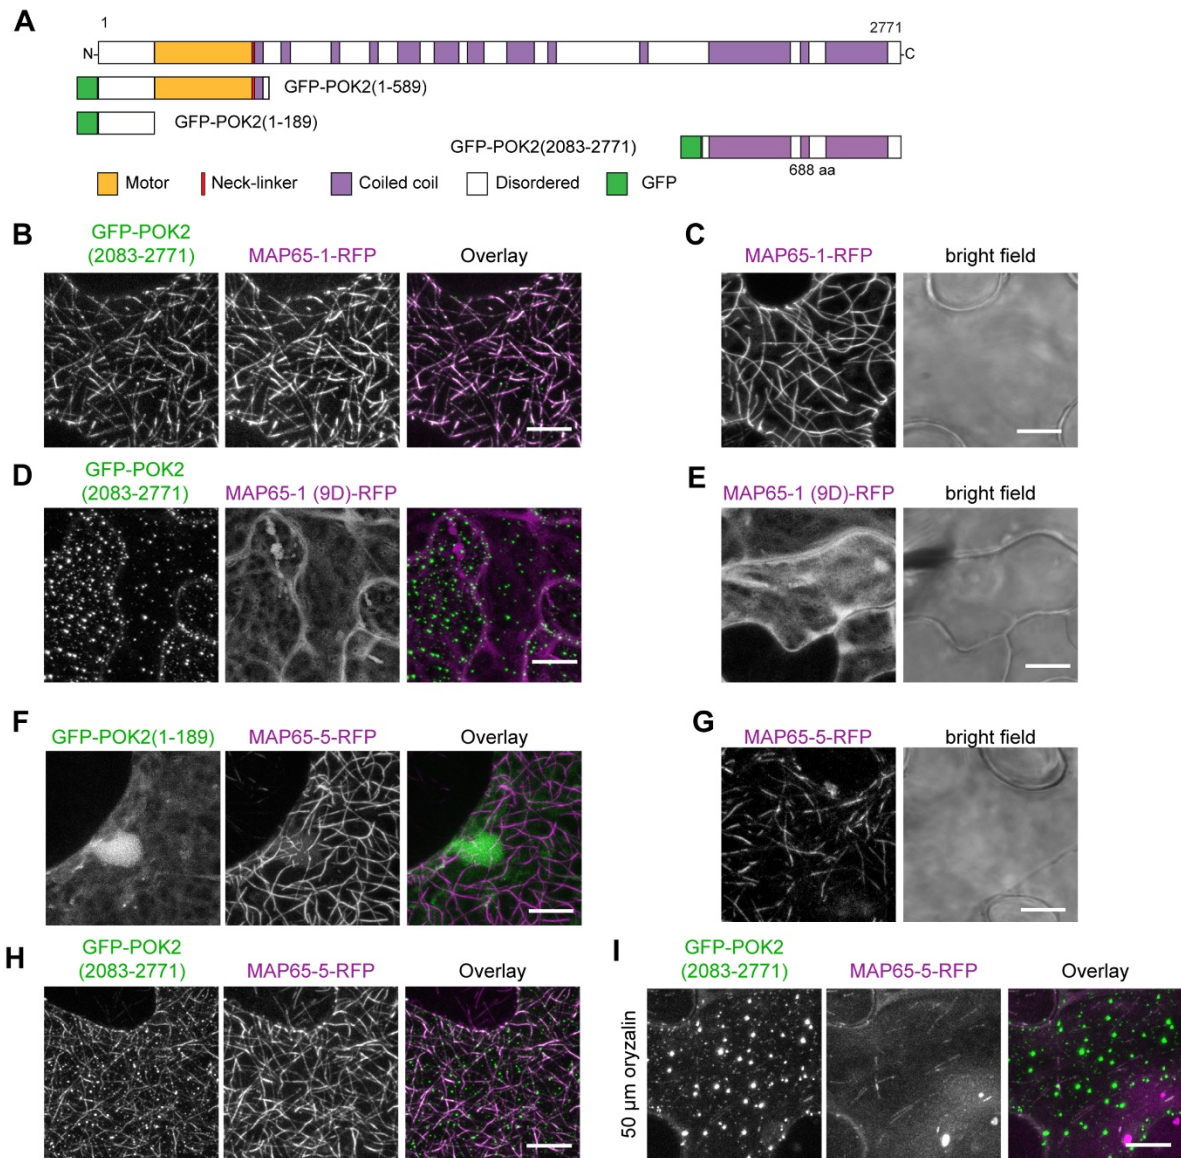 A
1
2771
N-
-C
GFP-POK2(1-589)
GFP-POK2(1-189)
GFP-POK2(2083-2771)
688 aa
Motor
Neck-linker
Coiled coil
Disordered
GFP
B
GFP-POK2
(2083-2771)
MAP65-1-RFP
Overlay
C
MAP65-1-RFP
bright field
D
GFP-POK2
(2083-2771)
MAP65-1 (9D)-RFP
E
MAP65-1 (9D)-RFP
bright field
F
GFP-POK2(1-189)
MAP65-5-RFP
Overlay
G
MAP65-5-RFP
bright field
H
GFP-POK2
(2083-2771)
MAP65-5-RFP
Overlay
I
GFP-POK2
(2083-2771)
MAP65-5-RFP
Overlay
50 µm oryzalin